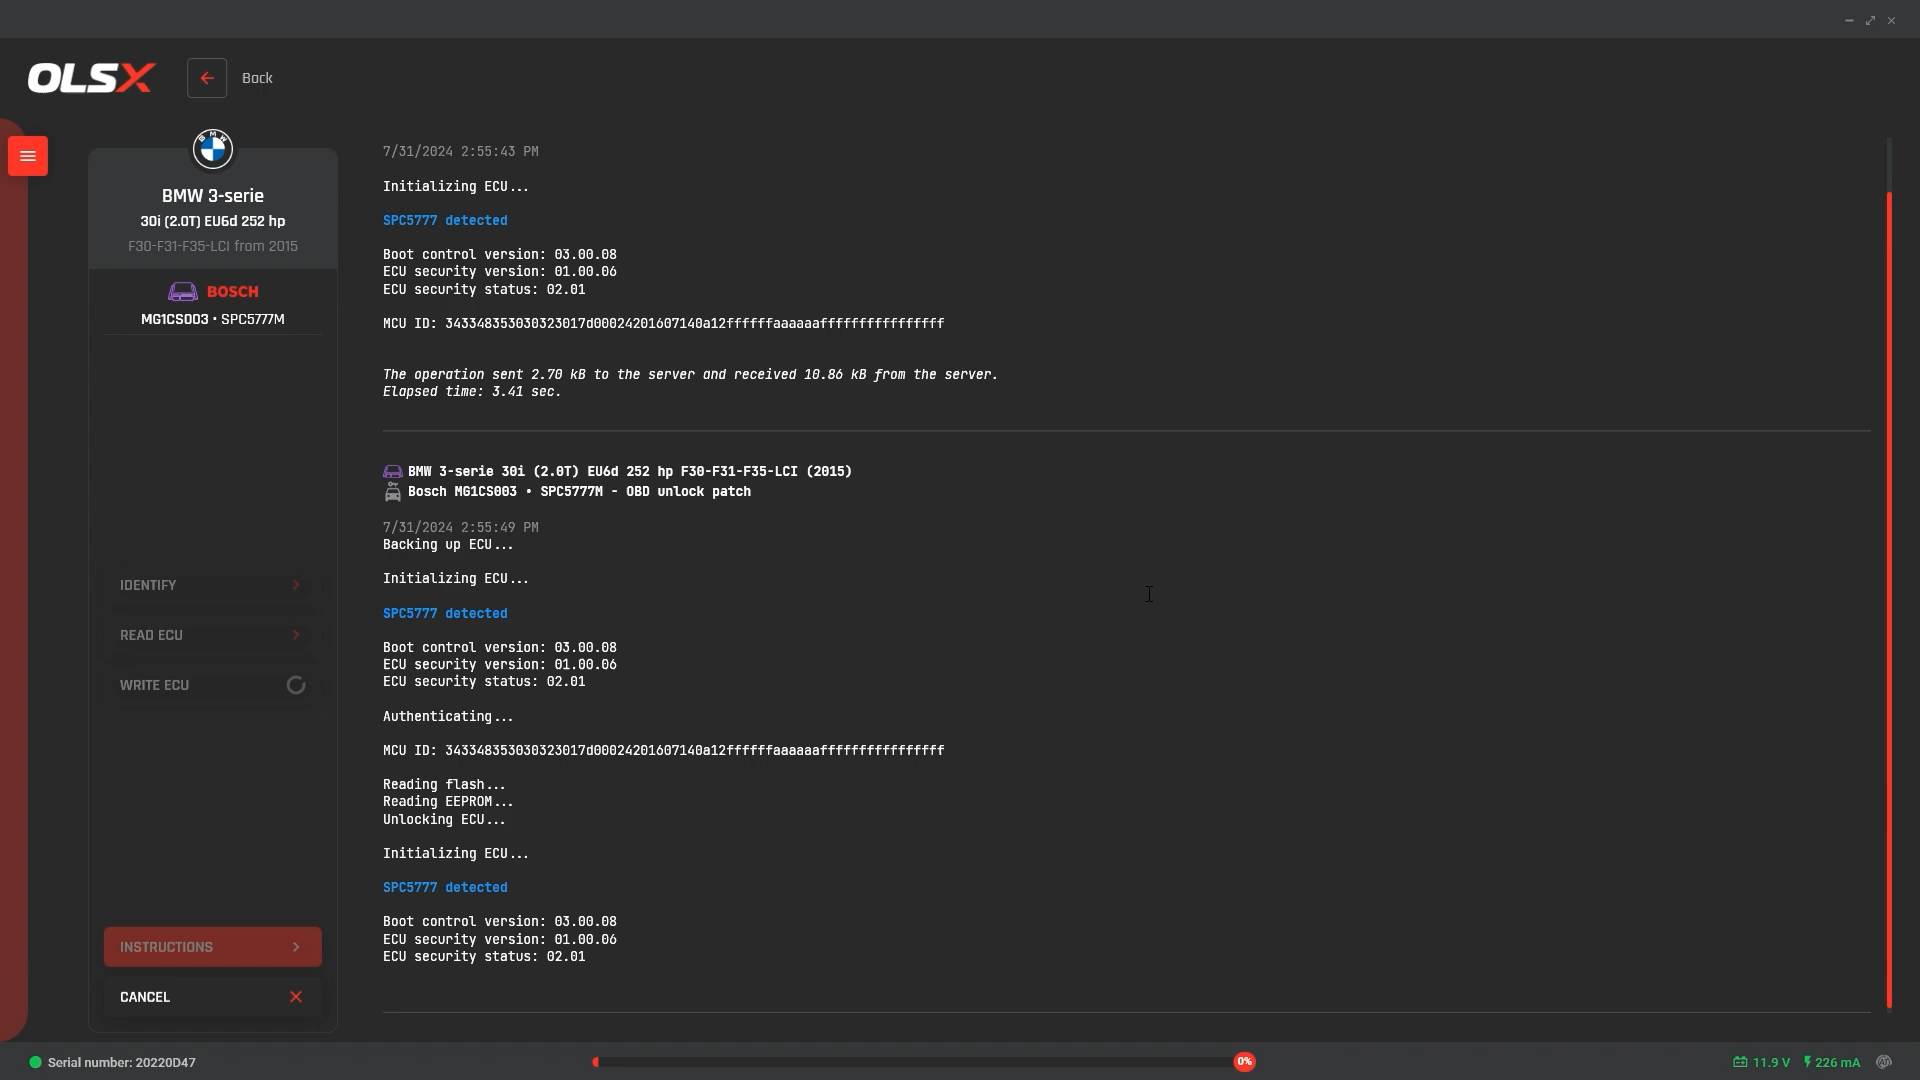 OLSX
Back
BMW
BMW 3-serie
30i (2.0T) EU6d 252 hp
F30-F31-F35-LCI from 2015
BOSCH
MG1CS003 • SPC5777M
IDENTIFY
READ ECU
WRITE ECU
INSTRUCTIONS
CANCEL
7/31/2024 2:55:43 PM
Initializing ECU...
SPC5777 detected
Boot control version: 03.00.08
ECU security version: 01.00.06
ECU security status: 02.01
MCU ID: 343348353030323017d00024201607140a12ffffffaaaaaaffffffffffffffff
The operation sent 2.70 kB to the server and received 10.86 kB from the server.
Elapsed time: 3.41 sec.
BMW 3-serie 30i (2.0T) EU6d 252 hp F30-F31-F35-LCI (2015)
Bosch MG1CS003 • SPC5777M - OBD unlock patch
7/31/2024 2:55:49 PM
Backing up ECU...
Initializing ECU...
SPC5777 detected
Boot control version: 03.00.08
ECU security version: 01.00.06
ECU security status: 02.01
Authenticating...
MCU ID: 343348353030323017d00024201607140a12ffffffaaaaaaffffffffffffffff
Reading flash...
Reading EEPROM...
Unlocking ECU...
Initializing ECU...
SPC5777 detected
Boot control version: 03.00.08
ECU security version: 01.00.06
ECU security status: 02.01
Serial number: 20220D47
0%
11.9 V
226 mA